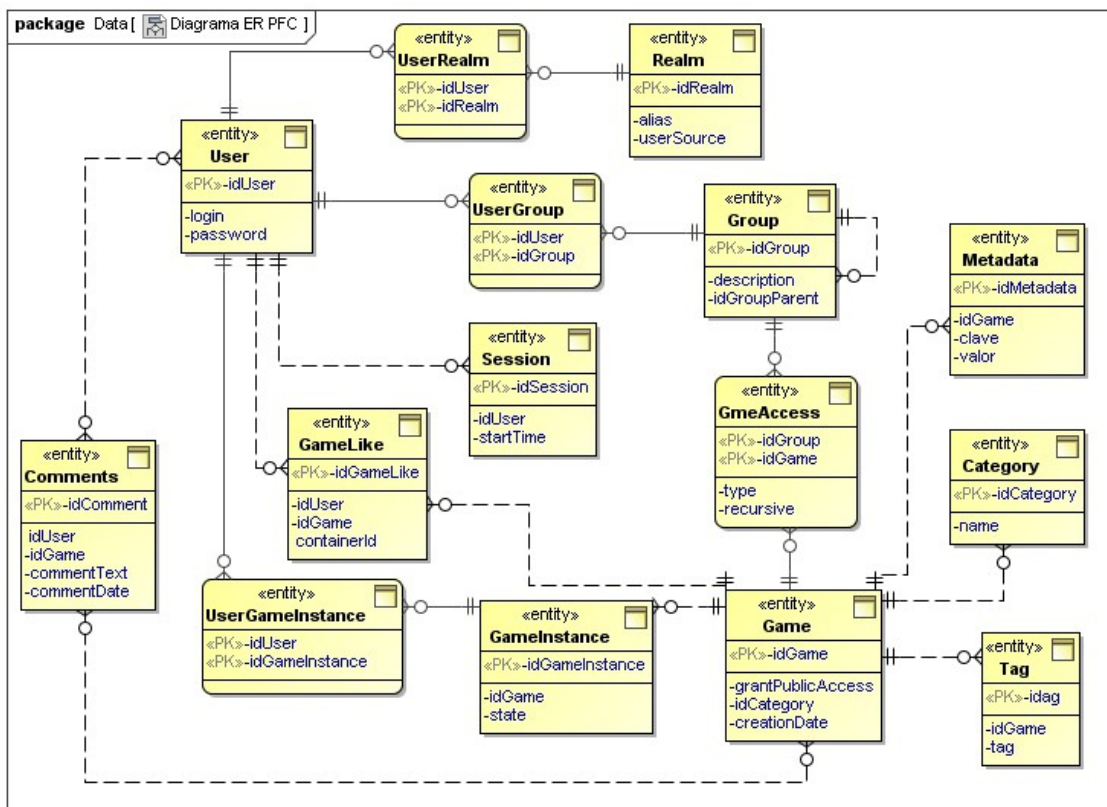 package Data [ Diagrama ER PFC ]
«entity»
UserRealm
«PK»-idUser
«PK»-idRealm
«entity»
Realm
«PK»-idRealm
-alias
-userSource
«entity»
User
«PK»-idUser
-login
-password
«entity»
UserGroup
«PK»-idUser
«PK»-idGroup
«entity»
Group
«PK»-idGroup
-description
-idGroupParent
«entity»
Metadata
«PK»-idMetadata
-idGame
-clave
-valor
«entity»
Session
«PK»-idSession
-idUser
-startTime
«entity»
GmeAccess
«PK»-idGroup
«PK»-idGame
-type
-recursive
«entity»
GameLike
«PK»-idGameLike
-idUser
-idGame
containerId
«entity»
Category
«PK»-idCategory
-name
«entity»
Comments
«PK»-idComment
idUser
-idGame
-commentText
-commentDate
«entity»
UserGameInstance
«PK»-idUser
«PK»-idGameInstance
«entity»
GameInstance
«PK»-idGameInstance
-idGame
-state
«entity»
Game
«PK»-idGame
-grantPublicAccess
-idCategory
-creationDate
«entity»
Tag
«PK»-idag
-idGame
-tag